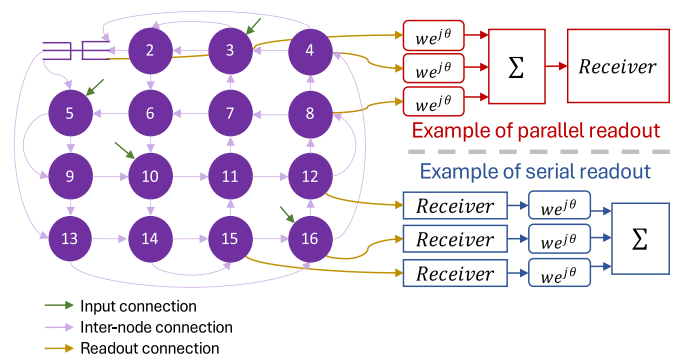 2 3 4
we^{jθ}
we^{jθ}
we^{jθ}
Σ
Receiver
Example of parallel readout
5 6 7 8
Example of serial readout
9 10 11 12
Receiver we^{jθ}
Receiver we^{jθ}
Receiver we^{jθ}
Σ
13 14 15 16
Input connection
Inter-node connection
Readout connection